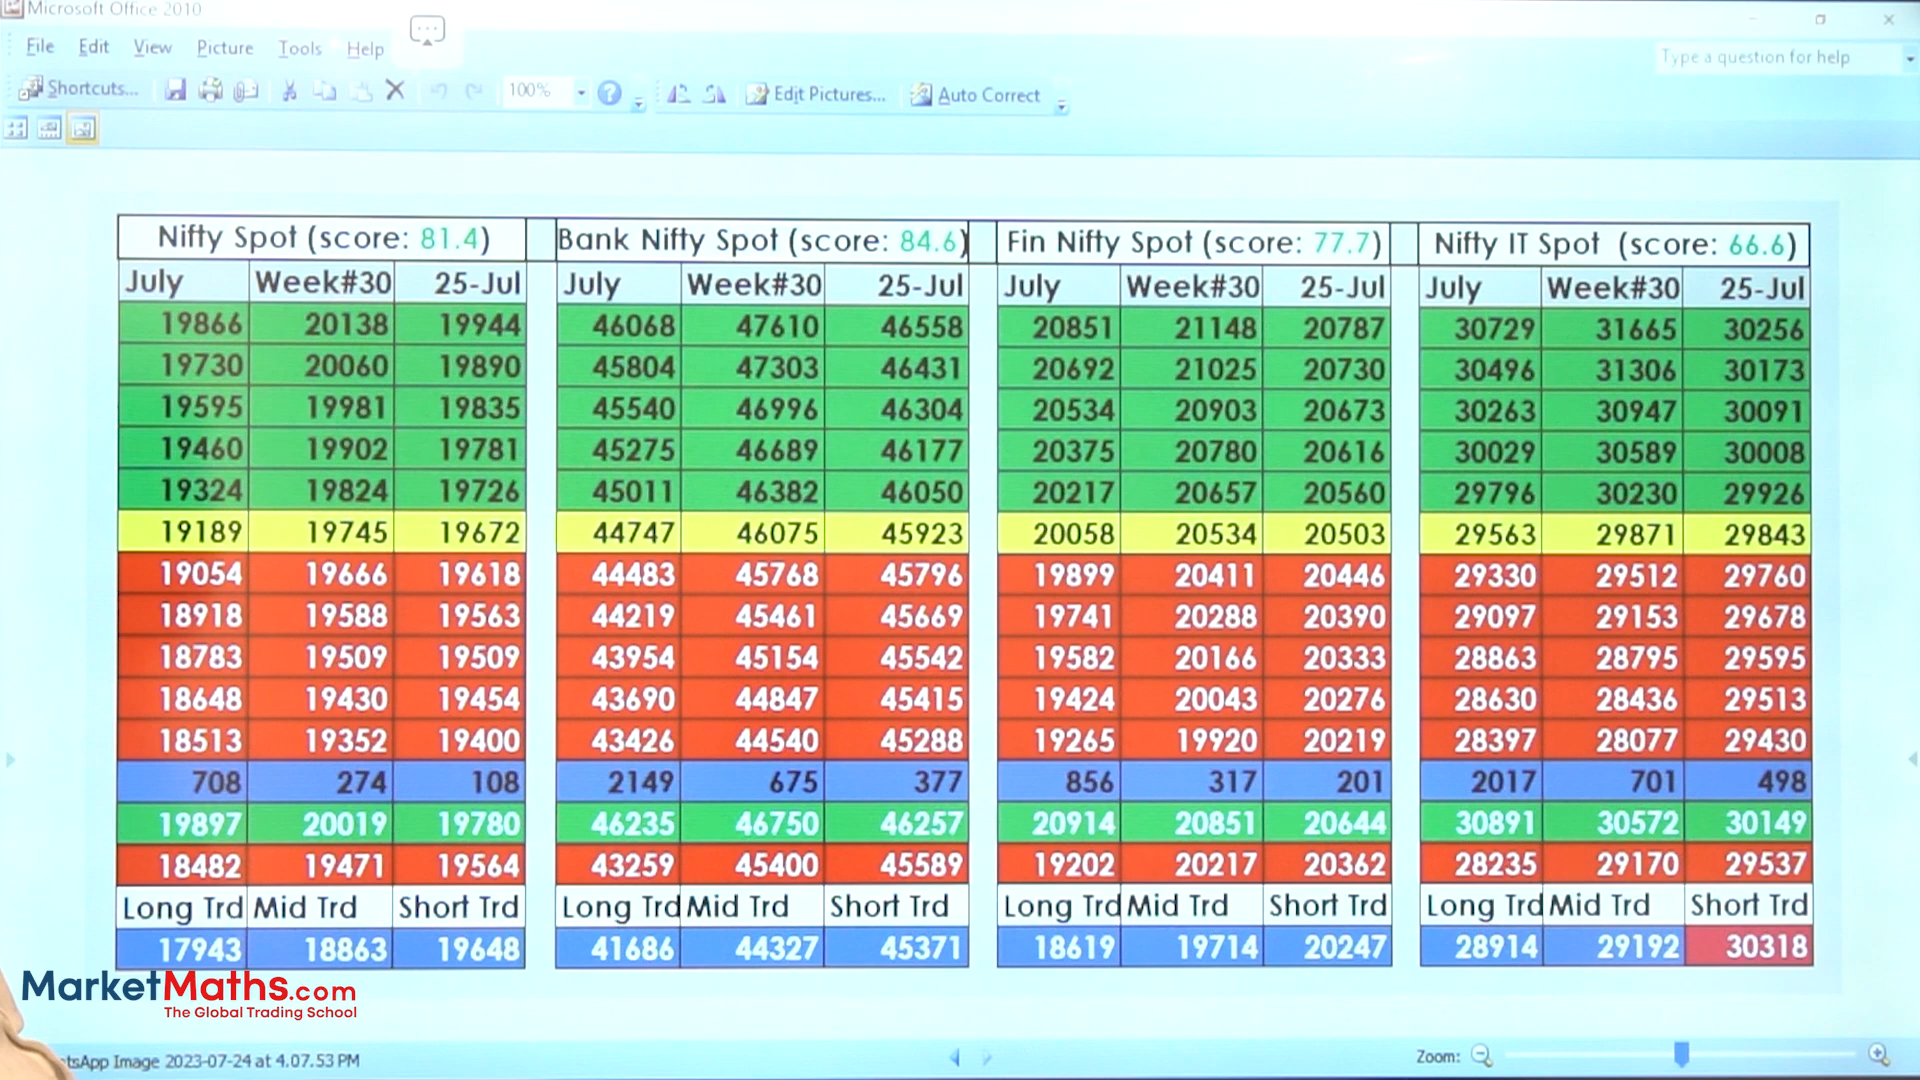 Microsoft Office 2010
File Edit View Picture Tools Help
Type a question for help
Shortcuts... 100% Edit Pictures... Auto Correct
Nifty Spot (score: 81.4) Bank Nifty Spot (score: 84.6) Fin Nifty Spot (score: 77.7) Nifty IT Spot (score: 66.6)
July Week#30 25-Jul July Week#30 25-Jul July Week#30 25-Jul July Week#30 25-Jul
19866 20138 19944 46068 47610 46558 20851 21148 20787 30729 31665 30256
19730 20060 19890 45804 47303 46431 20692 21025 20730 30496 31306 30173
19595 19981 19835 45540 46996 46304 20534 20903 20673 30263 30947 30091
19460 19902 19781 45275 46689 46177 20375 20780 20616 30029 30589 30008
19324 19824 19726 45011 46382 46050 20217 20657 20560 29796 30230 29926
19189 19745 19672 44747 46075 45923 20058 20534 20503 29563 29871 29843
19054 19666 19618 44483 45768 45796 19899 20411 20446 29330 29512 29760
18918 19588 19563 44219 45461 45669 19741 20288 20390 29097 29153 29678
18783 19509 19509 43954 45154 45542 19582 20166 20333 28863 28795 29595
18648 19430 19454 43690 44847 45415 19424 20043 20276 28630 28436 29513
18513 19352 19400 43426 44540 45288 19265 19920 20219 28397 28077 29430
708 274 108 2149 675 377 856 317 201 2017 701 498
19897 20019 19780 46235 46750 46257 20914 20851 20644 30891 30572 30149
18482 19471 19564 43259 45400 45589 19202 20217 20362 28235 29170 29537
Long Trd Mid Trd Short Trd Long Trd Mid Trd Short Trd Long Trd Mid Trd Short Trd Long Trd Mid Trd Short Trd
17943 18863 19648 41686 44327 45371 18619 19714 20247 28914 29192 30318
MarketMaths.com
The Global Trading School
tsApp Image 2023-07-24 at 4.07.53 PM
Zoom: